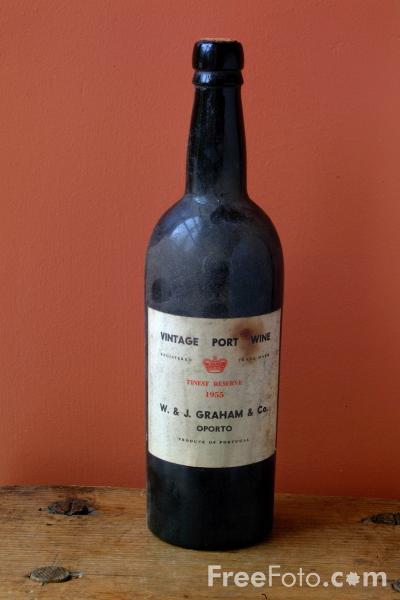 VINTAGE PORT WINE
REGISTERED TRADE MARK
FINEST RESERVE
1955
W. & J. GRAHAM & Co.
OPORTO
PRODUCE OF PORTUGAL
FreeFoto.com